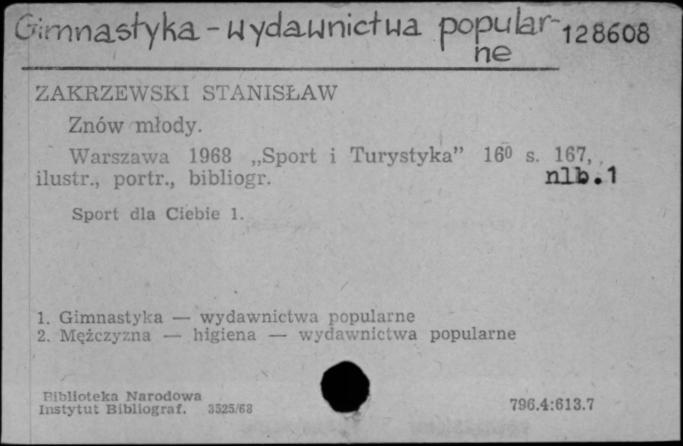 Gimnastyka - wydawnictwa popular-
ne
128608
ZAKRZEWSKI STANISŁAW
Znów młody.
Warszawa 1968 „Sport i Turystyka” 16⁰ s. 167,
ilustr., portr., bibliogr. nlb.1
Sport dla Ciebie 1.
1. Gimnastyka — wydawnictwa popularne
2. Mężczyzna — higiena — wydawnictwa popularne
Biblioteka Narodowa
Instytut Bibliograf. 3525/68
796.4:613.7